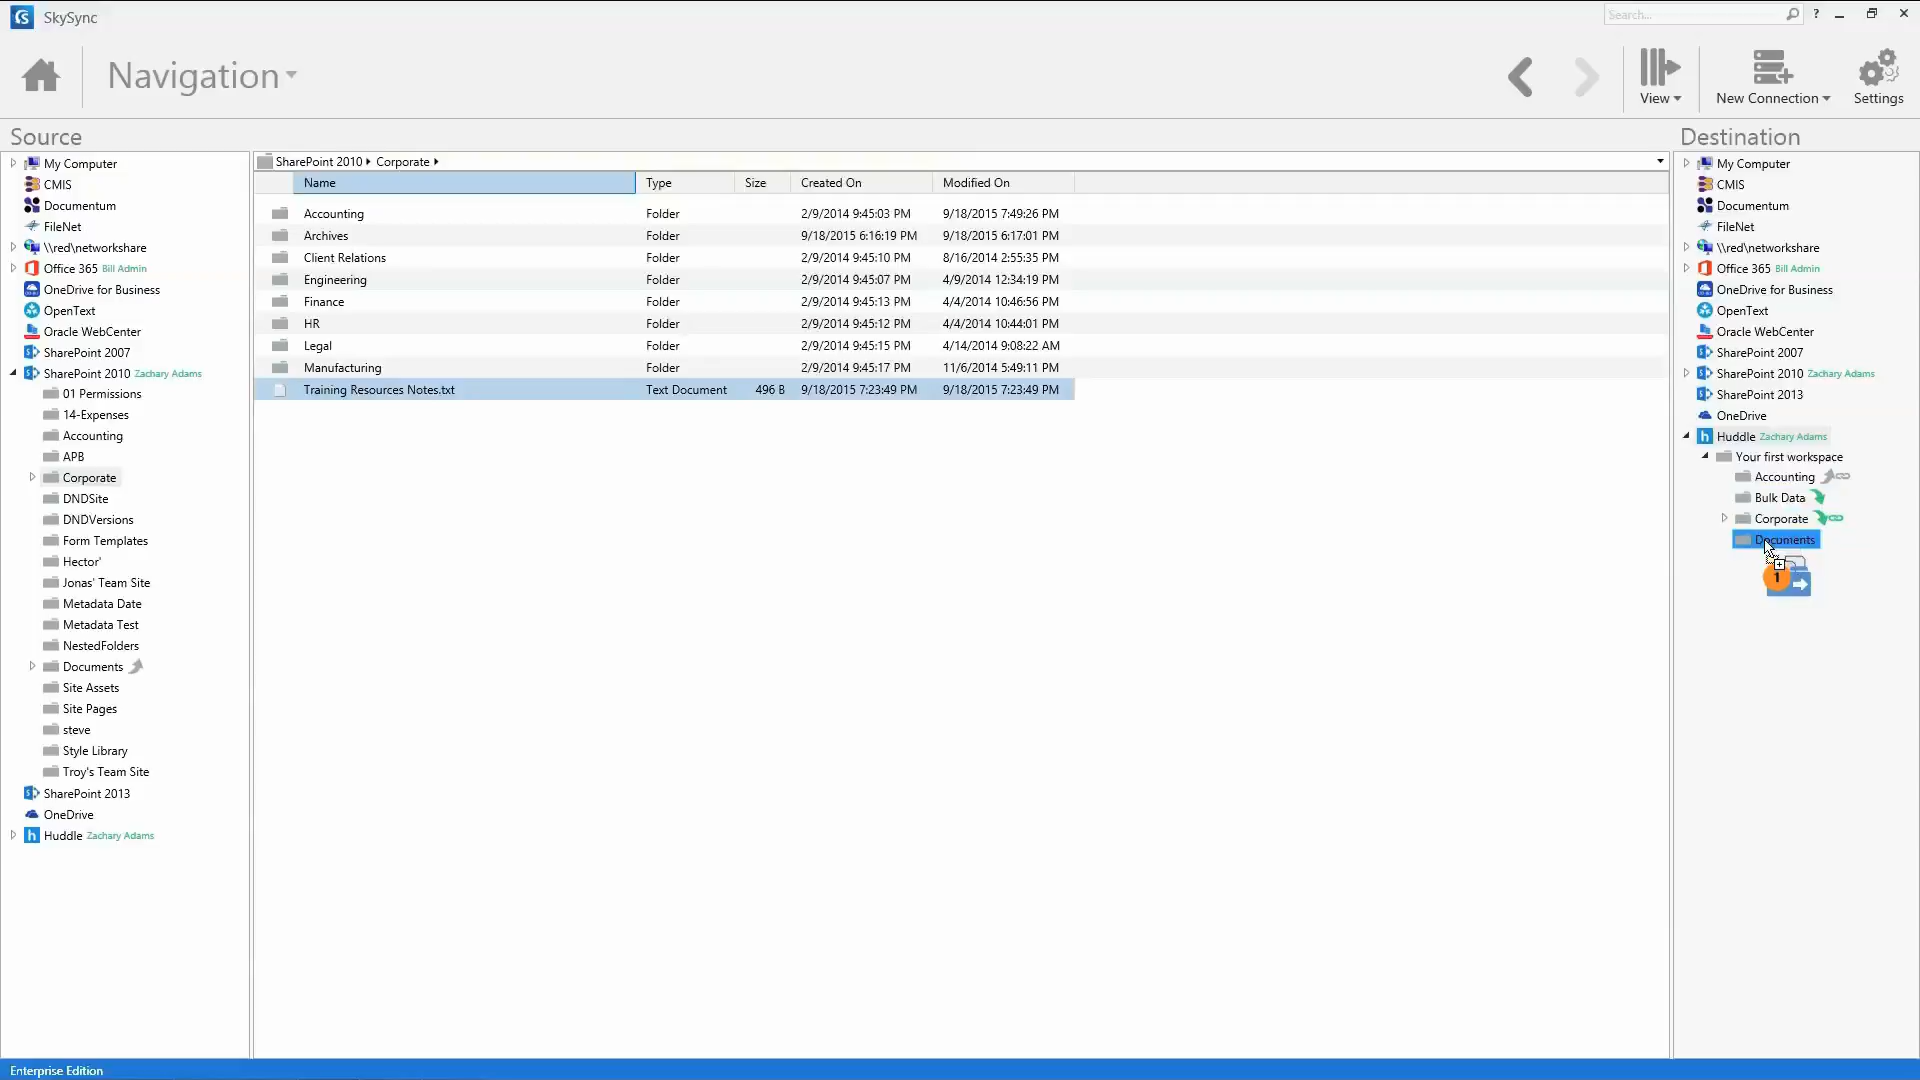 SkySync
Search...
?
Navigation
View
New Connection
Settings
Source
My Computer
CMIS
Documentum
FileNet
\\red\networkshare
Office 365 Bill Admin
OneDrive for Business
OpenText
Oracle WebCenter
SharePoint 2007
SharePoint 2010 Zachary Adams
01 Permissions
14-Expenses
Accounting
APB
Corporate
DNDSite
DNDVersions
Form Templates
Hector'
Jonas' Team Site
Metadata Date
Metadata Test
NestedFolders
Documents
Site Assets
Site Pages
steve
Style Library
Troy's Team Site
SharePoint 2013
OneDrive
Huddle Zachary Adams
SharePoint 2010 Corporate
Name Type Size Created On Modified On
Accounting Folder 2/9/2014 9:45:03 PM 9/18/2015 7:49:26 PM
Archives Folder 9/18/2015 6:16:19 PM 9/18/2015 6:17:01 PM
Client Relations Folder 2/9/2014 9:45:10 PM 8/16/2014 2:55:35 PM
Engineering Folder 2/9/2014 9:45:07 PM 4/9/2014 12:34:19 PM
Finance Folder 2/9/2014 9:45:13 PM 4/4/2014 10:46:56 PM
HR Folder 2/9/2014 9:45:12 PM 4/4/2014 10:44:01 PM
Legal Folder 2/9/2014 9:45:15 PM 4/14/2014 9:08:22 AM
Manufacturing Folder 2/9/2014 9:45:17 PM 11/6/2014 5:49:11 PM
Training Resources Notes.txt Text Document 496 B 9/18/2015 7:23:49 PM 9/18/2015 7:23:49 PM
Destination
My Computer
CMIS
Documentum
FileNet
\\red\networkshare
Office 365 Bill Admin
OneDrive for Business
OpenText
Oracle WebCenter
SharePoint 2007
SharePoint 2010 Zachary Adams
SharePoint 2013
OneDrive
h Huddle Zachary Adams
Your first workspace
Accounting
Bulk Data
Corporate
Documents
1
Enterprise Edition